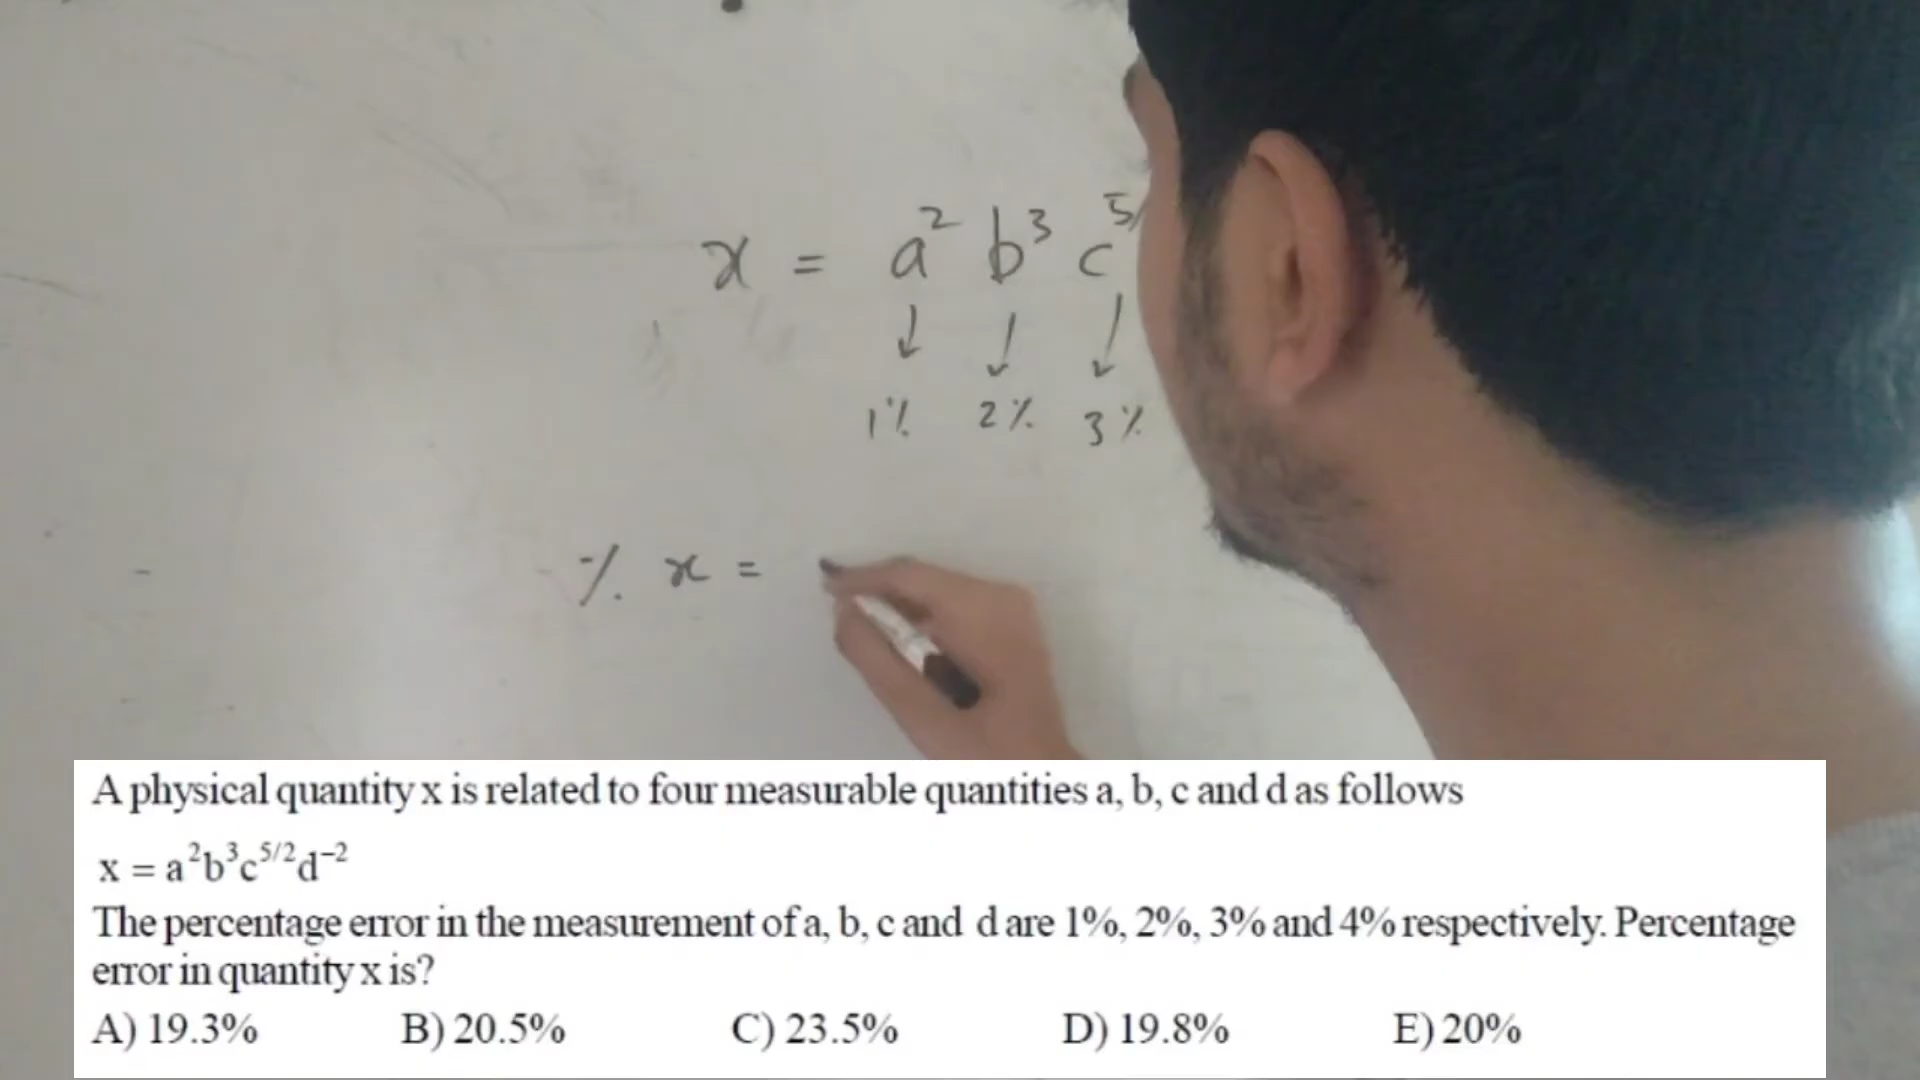 x = a² b³ c⁵/
↓ ↓ ↓
1% 2% 3%
% x =
A physical quantity x is related to four measurable quantities a, b, c and d as follows
x = a²b³c^{5/2}d⁻²
The percentage error in the measurement of a, b, c and d are 1%, 2%, 3% and 4% respectively. Percentage
error in quantity x is?
A) 19.3% B) 20.5% C) 23.5% D) 19.8% E) 20%